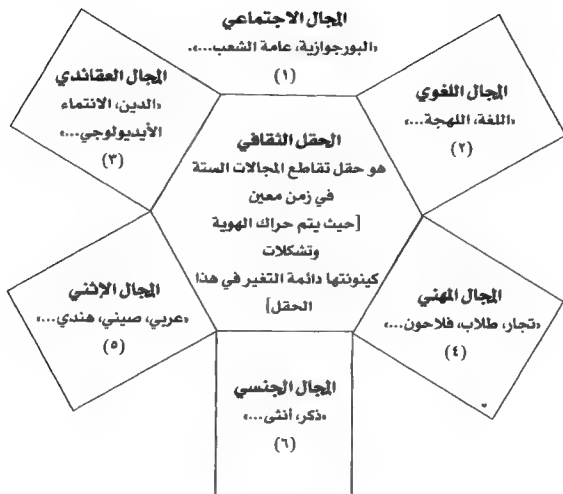 المجال الاجتماعي
«البورجوازية، عامة الشعب...».
(١)
المجال اللغوي
«اللغة، اللهجة...»
(٢)
المجال العقائدي
«الدين، الانتماء
الأيديولوجي...»
(٣)
الحقل الثقافي
هو حقل تقاطع المجالات الستة
في زمن معين
[حيث يتم حراك الهوية
وتشكلات
كينونتها دائمة التغير في هذا
الحقل]
المجال المهني
«تجار، طلاب، فلاحون...»
(٤)
المجال الإثني
«عربي، صيني، هندي...»
(٥)
المجال الجنسي
«ذكر، أنثى...»
(٦)